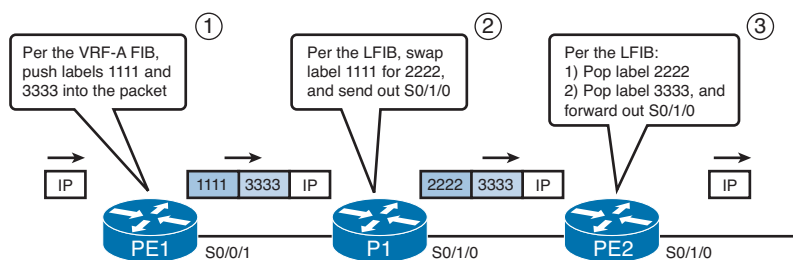 1
Per the VRF-A FIB,
push labels 1111 and
3333 into the packet
2
Per the LFIB, swap
label 1111 for 2222,
and send out S0/1/0
3
Per the LFIB:
1) Pop label 2222
2) Pop label 3333, and
forward out S0/1/0
IP
1111 3333 IP
2222 3333 IP
IP
PE1
S0/0/1
P1
S0/1/0
PE2
S0/1/0